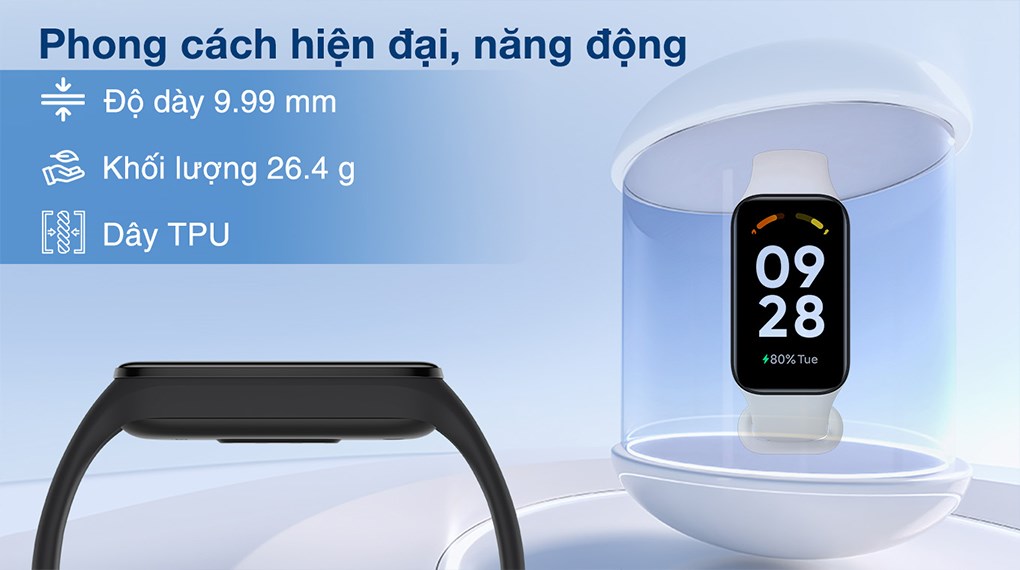 Phong cách hiện đại, năng động
Độ dày 9.99 mm
Khối lượng 26.4 g
Dây TPU
09
28
80% Tue